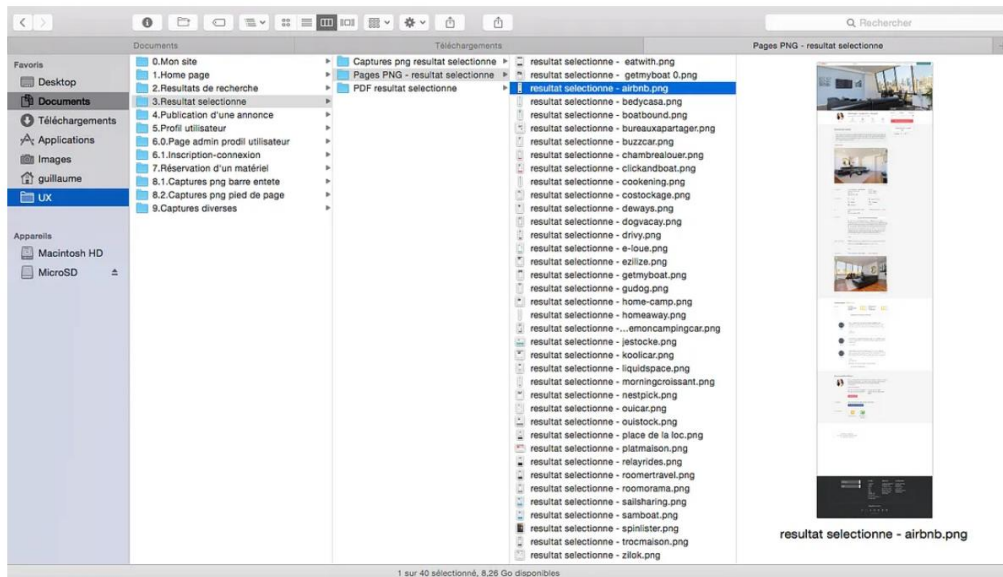 Rechercher
Documents
Téléchargements
Pages PNG - resultat selectionne
Favoris
Desktop
Documents
Téléchargements
Applications
Images
guillaume
UX
Appareils
Macintosh HD
MicroSD
0.Mon site
1.Home page
2.Resultats de recherche
3.Resultat selectionne
4.Publication d'une annonce
5.Profil utilisateur
6.0.Page admin prodil utilisateur
6.1.Inscription-connexion
7.Réservation d'un matériel
8.1.Captures png barre entete
8.2.Captures png pied de page
9.Captures diverses
Captures png resultat selectionne
Pages PNG - resultat selectionne
PDF resultat selectionne
resultat selectionne - eatwith.png
resultat selectionne - getmyboat 0.png
resultat selectionne - airbnb.png
resultat selectionne - bedycasa.png
resultat selectionne - boatbound.png
resultat selectionne - bureauxapartager.png
resultat selectionne - buzzcar.png
resultat selectionne - chambrealouer.png
resultat selectionne - clickandboat.png
resultat selectionne - cookening.png
resultat selectionne - costockage.png
resultat selectionne - deways.png
resultat selectionne - dogvacay.png
resultat selectionne - drivy.png
resultat selectionne - e-loue.png
resultat selectionne - ezilize.png
resultat selectionne - getmyboat.png
resultat selectionne - gudog.png
resultat selectionne - home-camp.png
resultat selectionne - homeaway.png
resultat selectionne -...emoncampingcar.png
resultat selectionne - jestocke.png
resultat selectionne - koolicar.png
resultat selectionne - liquidspace.png
resultat selectionne - morningcroissant.png
resultat selectionne - nestpick.png
resultat selectionne - ouicar.png
resultat selectionne - ouistock.png
resultat selectionne - place de la loc.png
resultat selectionne - platmaison.png
resultat selectionne - relayrides.png
resultat selectionne - roomertravel.png
resultat selectionne - roomorama.png
resultat selectionne - sailsharing.png
resultat selectionne - samboat.png
resultat selectionne - spinlister.png
resultat selectionne - trocmaison.png
resultat selectionne - zilok.png
resultat selectionne - airbnb.png
1 sur 40 sélectionné, 8,26 Go disponibles